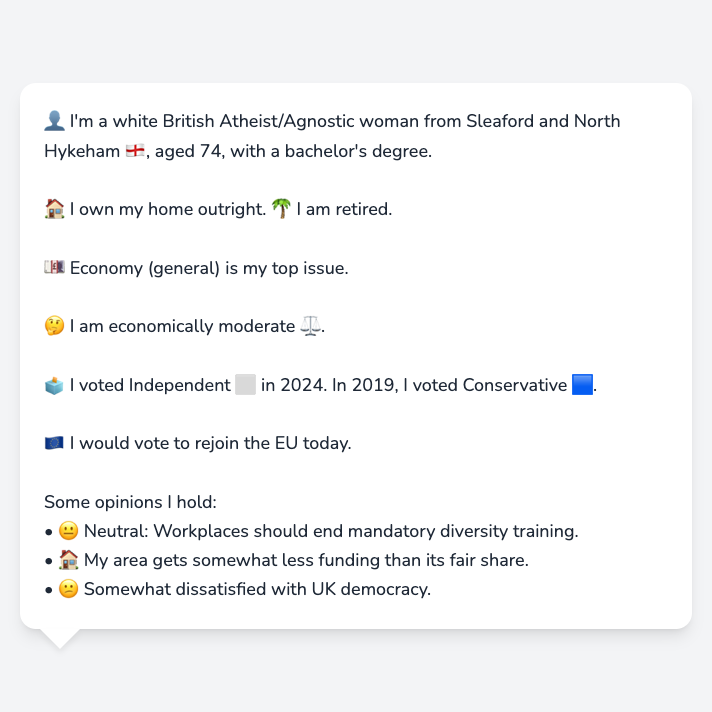 👤 I'm a white British Atheist/Agnostic woman from Sleaford and North
Hykeham 🏴󠁧󠁢󠁥󠁮󠁧󠁿, aged 74, with a bachelor's degree.
🏠 I own my home outright. 🌴 I am retired.
💷 Economy (general) is my top issue.
🤔 I am economically moderate ⚖️.
🗳️ I voted Independent ⬜ in 2024. In 2019, I voted Conservative 🟦.
🇪🇺 I would vote to rejoin the EU today.
Some opinions I hold:
• 😐 Neutral: Workplaces should end mandatory diversity training.
• 🏠 My area gets somewhat less funding than its fair share.
• 😕 Somewhat dissatisfied with UK democracy.